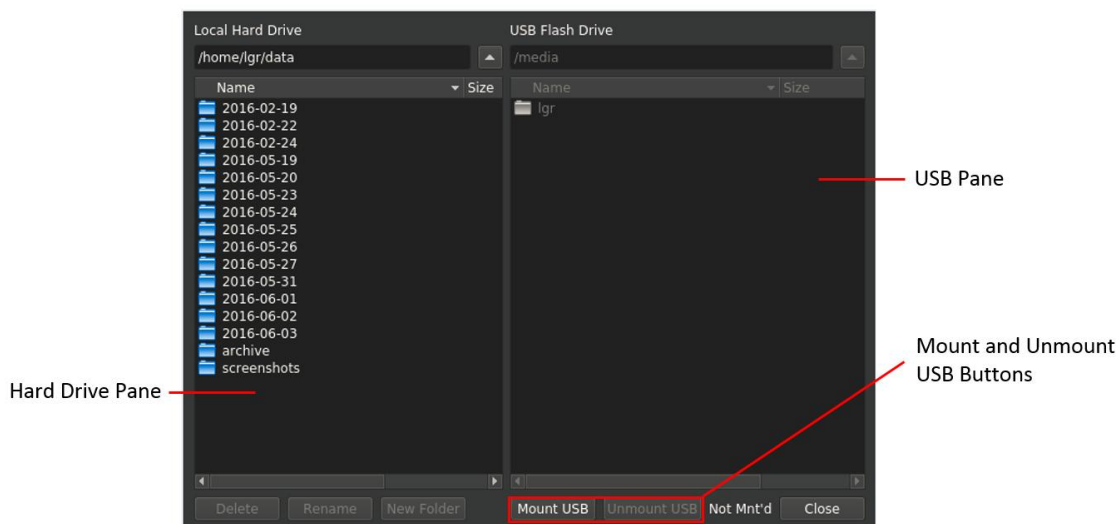 Local Hard Drive
USB Flash Drive
/home/lgr/data
/media
Name Size
Name Size
2016-02-19
2016-02-22
2016-02-24
2016-05-19
2016-05-20
2016-05-23
2016-05-24
2016-05-25
2016-05-26
2016-05-27
2016-05-31
2016-06-01
2016-06-02
2016-06-03
archive
screenshots
lgr
USB Pane
Mount and Unmount
USB Buttons
Hard Drive Pane
Delete Rename New Folder
Mount USB Unmount USB Not Mnt'd Close